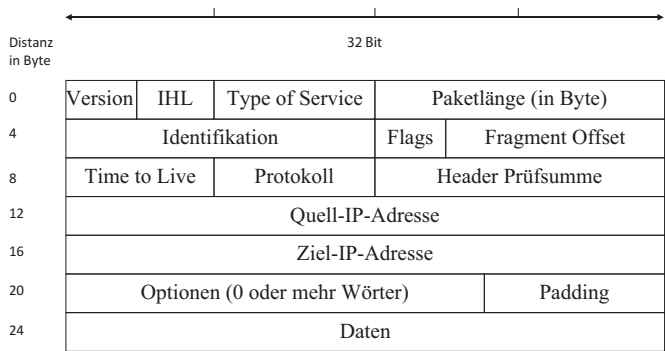 32 Bit
Distanz
in Byte
0 Version IHL Type of Service Paketlänge (in Byte)
4 Identifikation Flags Fragment Offset
8 Time to Live Protokoll Header Prüfsumme
12 Quell-IP-Adresse
16 Ziel-IP-Adresse
20 Optionen (0 oder mehr Wörter) Padding
24 Daten